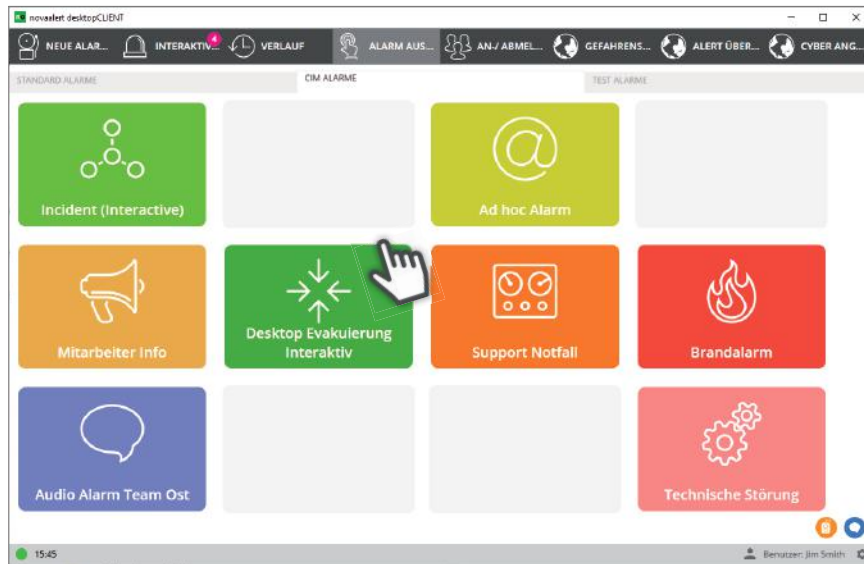 novaalert desktopCLIENT
NEUE ALAR... INTERAKTIV... 4 VERLAUF ALARM AUS... AN-/ ABMEL... GEFAHRENS... ALERT ÜBER... CYBER ANG...
STANDARD ALARME CIM ALARME TEST ALARME
Incident (Interactive) Ad hoc Alarm
Mitarbeiter Info Desktop Evakuierung Interaktiv Support Notfall Brandalarm
Audio Alarm Team Ost Technische Störung
15:45 Benutzer: Jim Smith